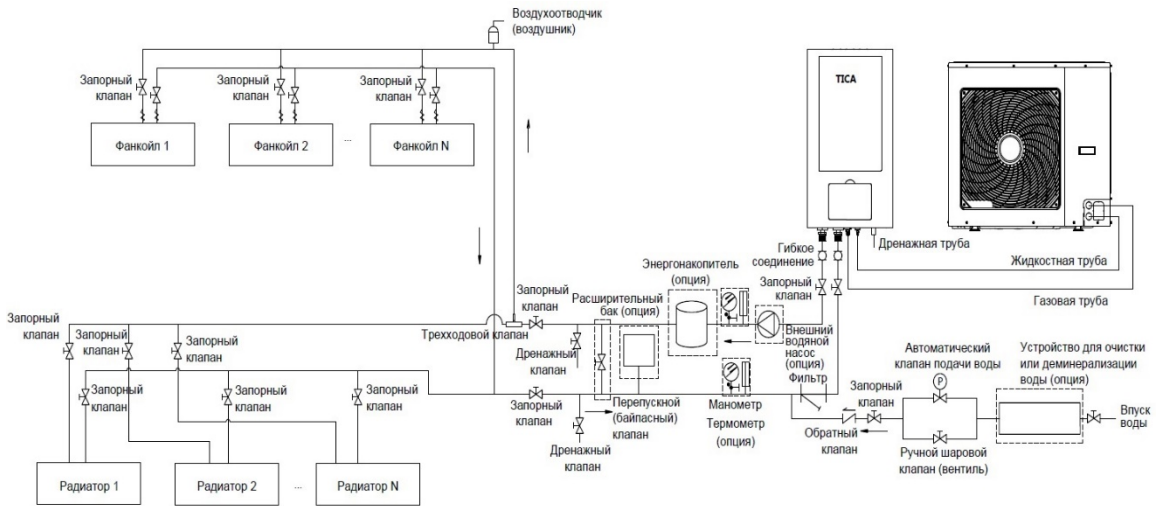 Воздухоотводчик
(воздушник)
Запорный
клапан
Запорный
клапан
Запорный
клапан
Фанкойл 1
Фанкойл 2
...
Фанкойл N
TICA
Дренажная труба
Гибкое
соединение
Жидкостная труба
Газовая труба
Запорный
клапан
Энергонакопитель
(опция)
Расширительный
бак (опция)
Запорный
клапан
Трехходовой клапан
Внешний
водяной
насос
(опция)
Запорный
клапан
Запорный
клапан
Запорный
клапан
Дренажный
клапан
Запорный
клапан
Запорный
клапан
Запорный
клапан
Запорный
клапан
Дренажный
клапан
Перепускной
(байпасный)
клапан
Манометр
Термометр
(опция)
Фильтр
Обратный
клапан
Запорный
клапан
Автоматический
клапан подачи воды
P
Ручной шаровой
клапан (вентиль)
Устройство для очистки
или деминерализации
воды (опция)
Впуск
воды
Радиатор 1
Радиатор 2
...
Радиатор N